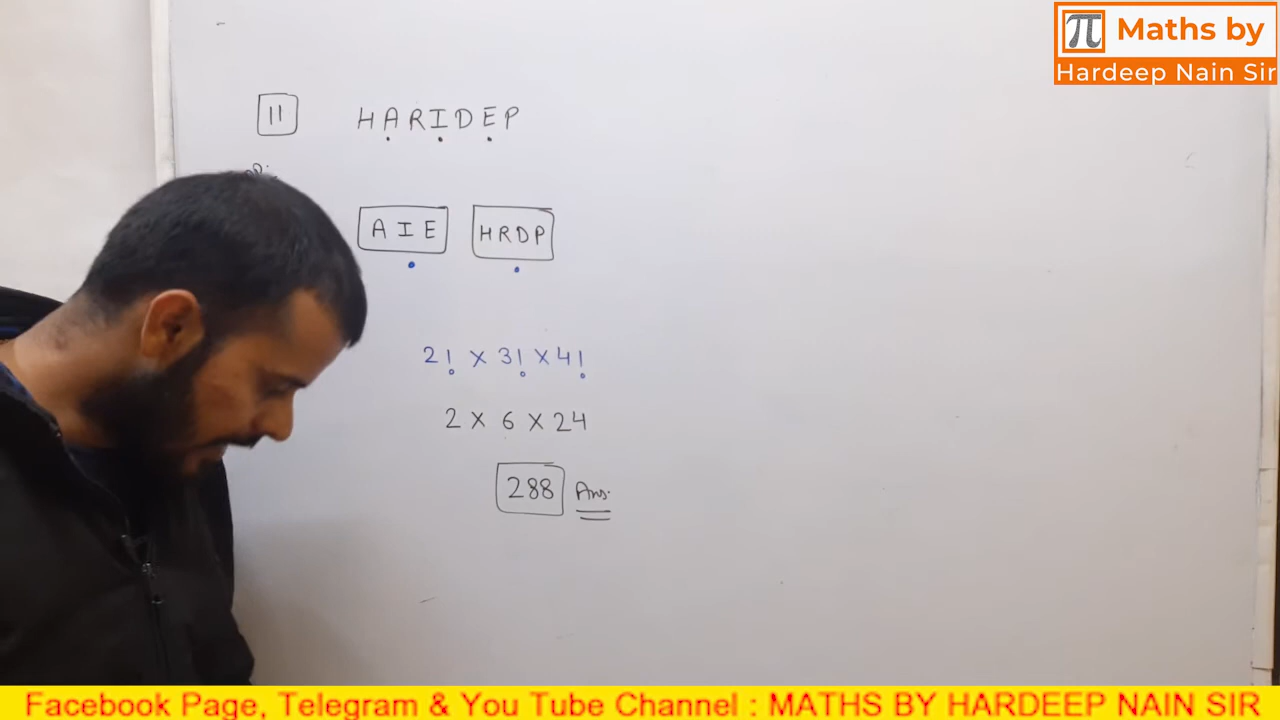 π Maths by
Hardeep Nain Sir
11 HARIDEP
AIE HRDP
2! × 3! × 4!
2 × 6 × 24
288 Ans.
Facebook Page, Telegram & You Tube Channel : MATHS BY HARDEEP NAIN SIR